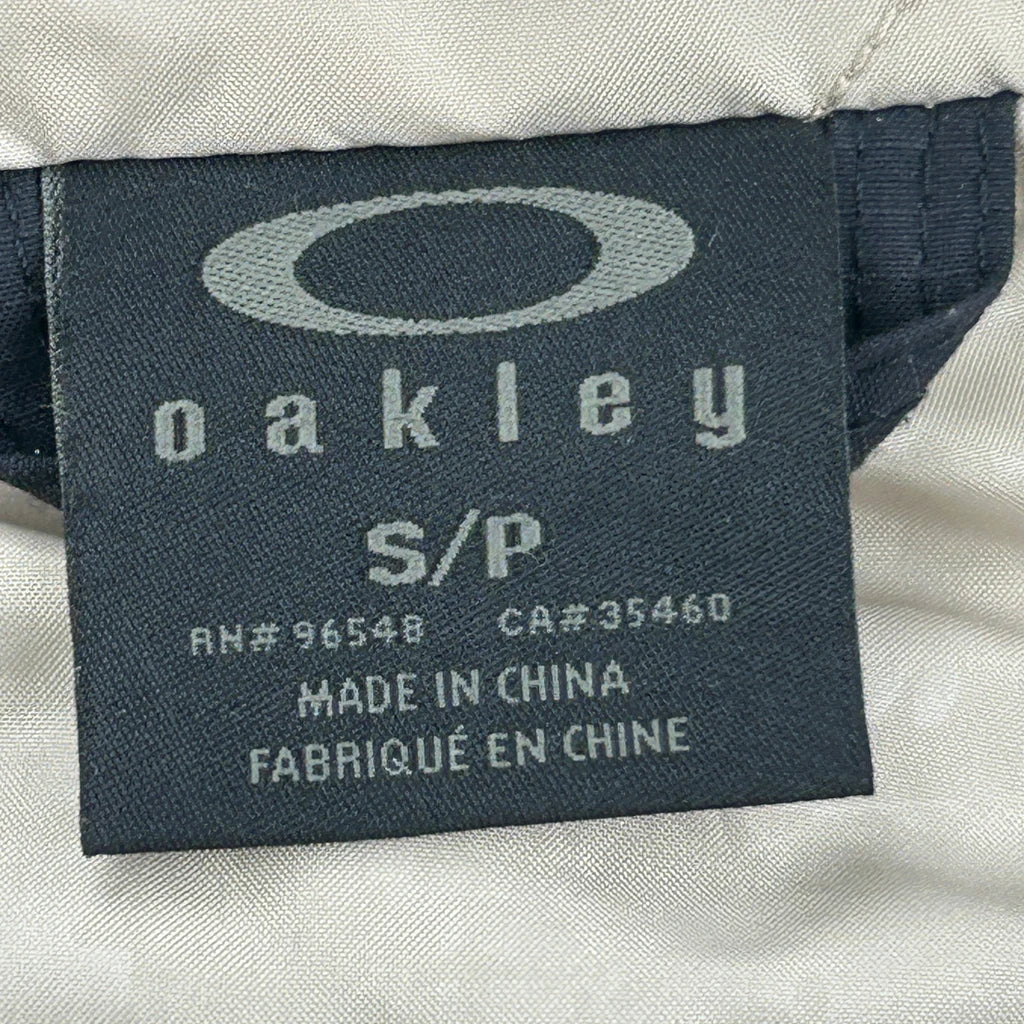 oakley
S/P
RN# 96548 CA# 35460
MADE IN CHINA
FABRIQUÉ EN CHINE